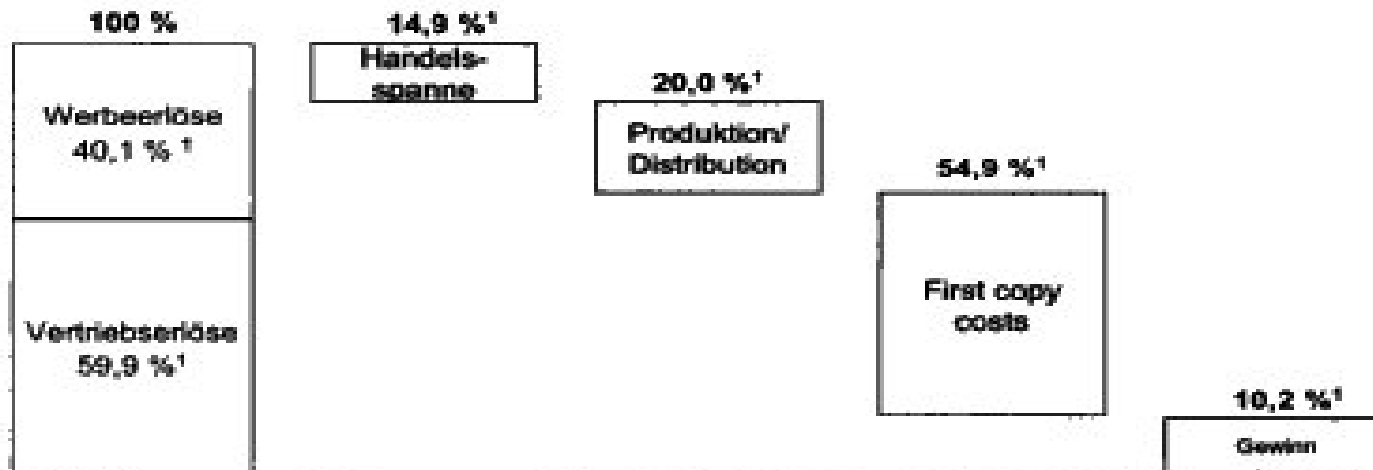 100 %
Werbeerlöse
40,1 % ¹
Vertriebserlöse
59,9 %¹
14,9 %¹
Handels-
spanne
20,0 %¹
Produktion/
Distribution
54,9 %¹
First copy
costs
10,2 %¹
Gewinn